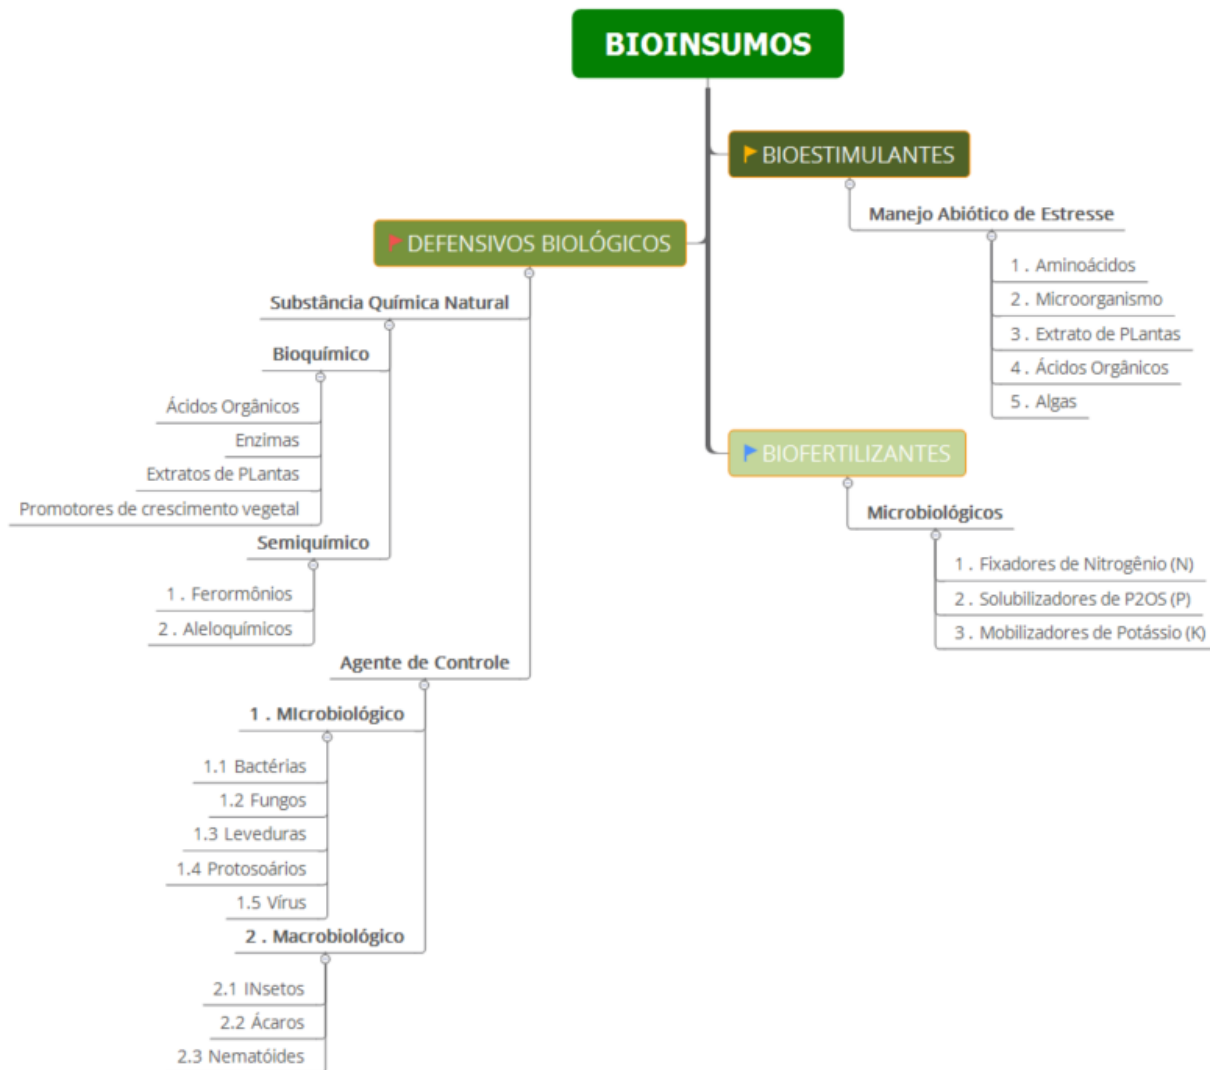 BIOINSUMOS
BIOESTIMULANTES
Manejo Abiótico de Estresse
1 . Aminoácidos
2 . Microorganismo
3 . Extrato de PLantas
4 . Ácidos Orgânicos
5 . Algas
BIOFERTILIZANTES
Microbiológicos
1 . Fixadores de Nitrogênio (N)
2 . Solubilizadores de P2OS (P)
3 . Mobilizadores de Potássio (K)
DEFENSIVOS BIOLÓGICOS
Substância Química Natural
Bioquímico
Ácidos Orgânicos
Enzimas
Extratos de PLantas
Promotores de crescimento vegetal
Semiquímico
1 . Ferormônios
2 . Aleloquímicos
Agente de Controle
1 . MIcrobiológico
1.1 Bactérias
1.2 Fungos
1.3 Leveduras
1.4 Protosoários
1.5 Vírus
2 . Macrobiológico
2.1 INsetos
2.2 Ácaros
2.3 Nematóides